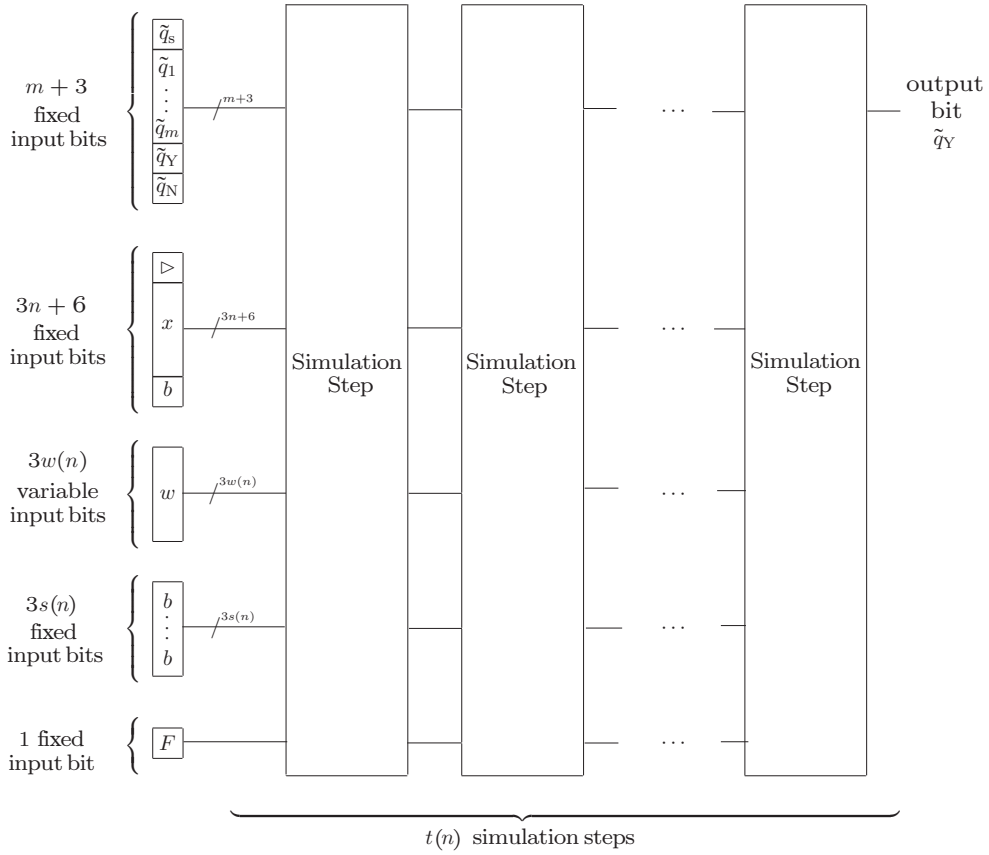 m + 3
fixed
input bits
q̃s
q̃1
⋮
q̃m
q̃Y
q̃N
m+3
...
output
bit
q̃Y
3n + 6
fixed
input bits
▷
x
b
3n+6
...
Simulation
Step
Simulation
Step
Simulation
Step
3w(n)
variable
input bits
w
3w(n)
...
3s(n)
fixed
input bits
b
⋮
b
3s(n)
...
1 fixed
input bit
F
...
t(n) simulation steps